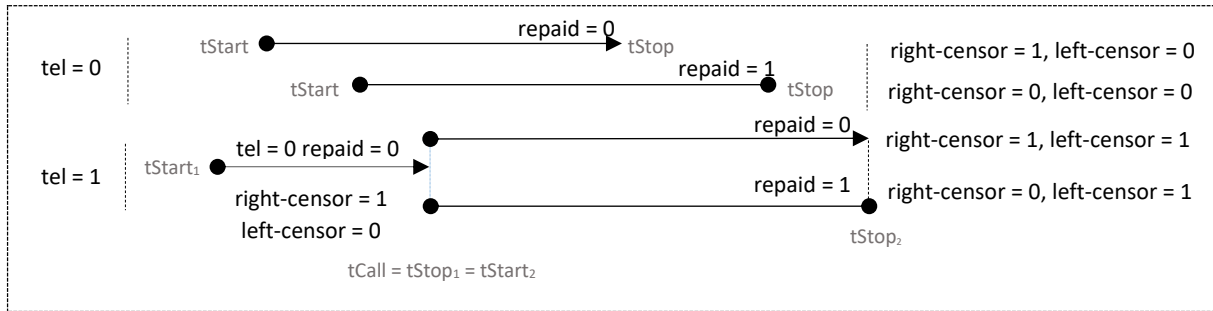 repaid = 0
tStart tStop
right-censor = 1, left-censor = 0
tel = 0
repaid = 1
tStart tStop
right-censor = 0, left-censor = 0
repaid = 0
right-censor = 1, left-censor = 1
tel = 0 repaid = 0
tel = 1
tStart₁
repaid = 1
right-censor = 0, left-censor = 1
right-censor = 1
left-censor = 0
tStop₂
tCall = tStop₁ = tStart₂